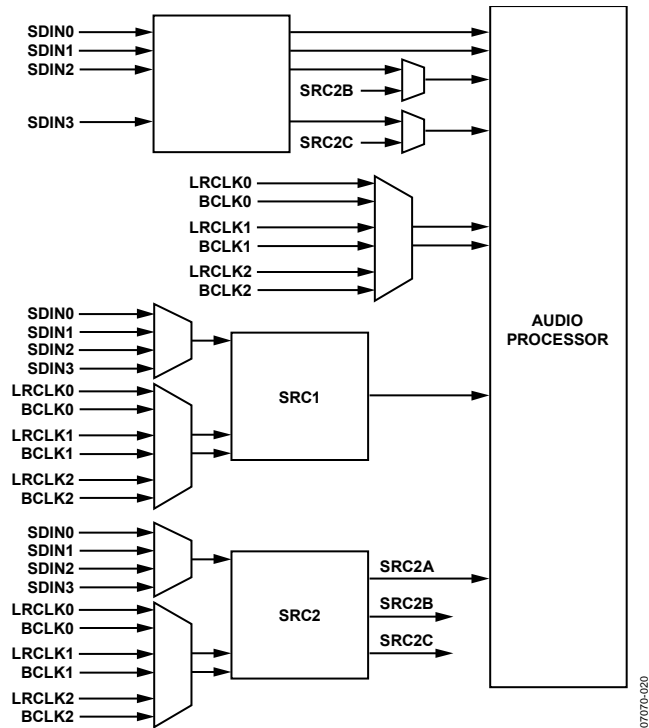 SDIN0
SDIN1
SDIN2
SRC2B
SDIN3
SRC2C
LRCLK0
BCLK0
LRCLK1
BCLK1
LRCLK2
BCLK2
AUDIO
PROCESSOR
SDIN0
SDIN1
SDIN2
SDIN3
LRCLK0
BCLK0
LRCLK1
BCLK1
LRCLK2
BCLK2
SRC1
SDIN0
SDIN1
SDIN2
SDIN3
LRCLK0
BCLK0
LRCLK1
BCLK1
LRCLK2
BCLK2
SRC2
SRC2A
SRC2B
SRC2C
07070-020